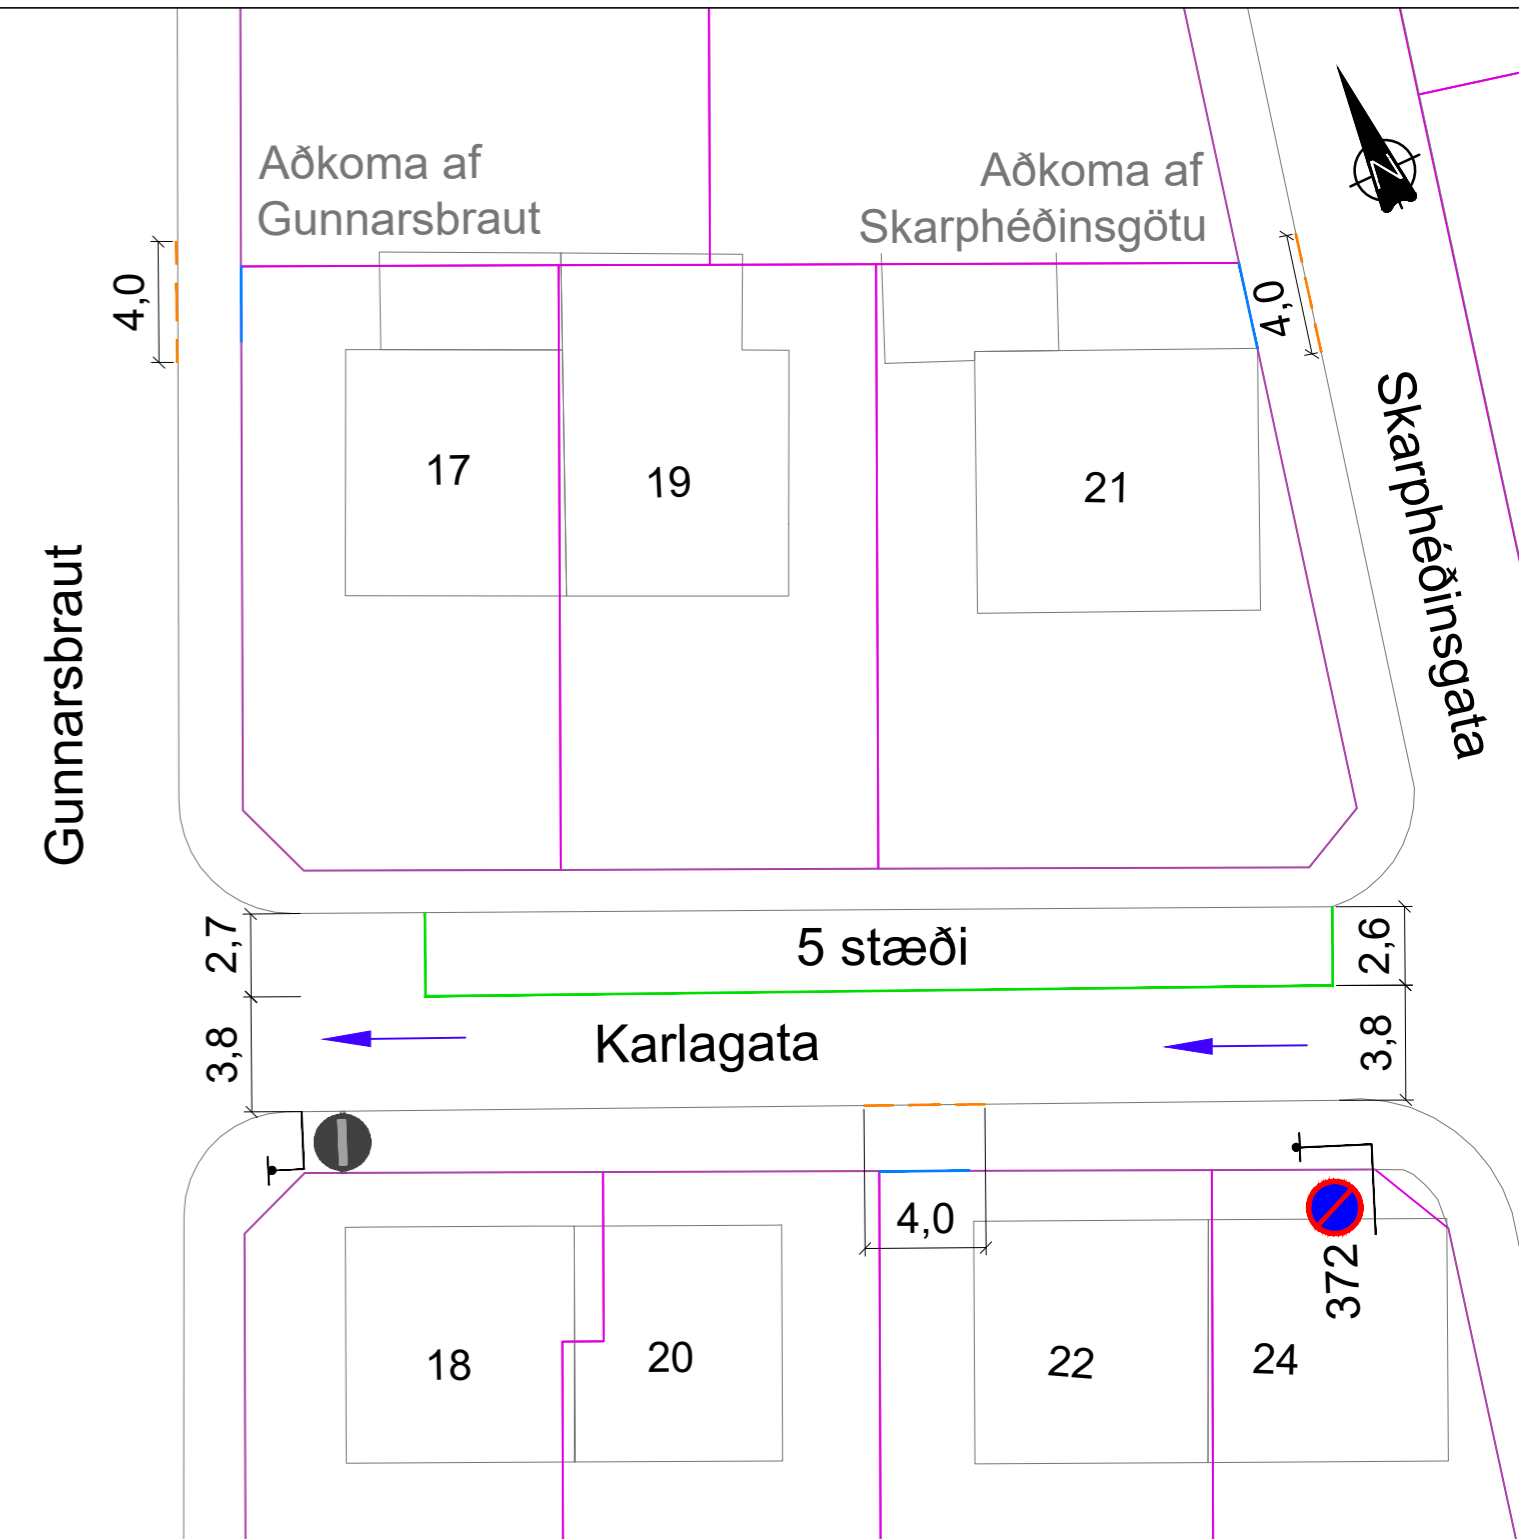 Aðkoma af
Gunnarsbraut
Aðkoma af
Skarphéðinsgötu
N
4,0
4,0
17
19
21
Skarphéðinsgata
Gunnarsbraut
2,7
5 stæði
2,6
3,8
Karlagata
3,8
4,0
372
18
20
22
24